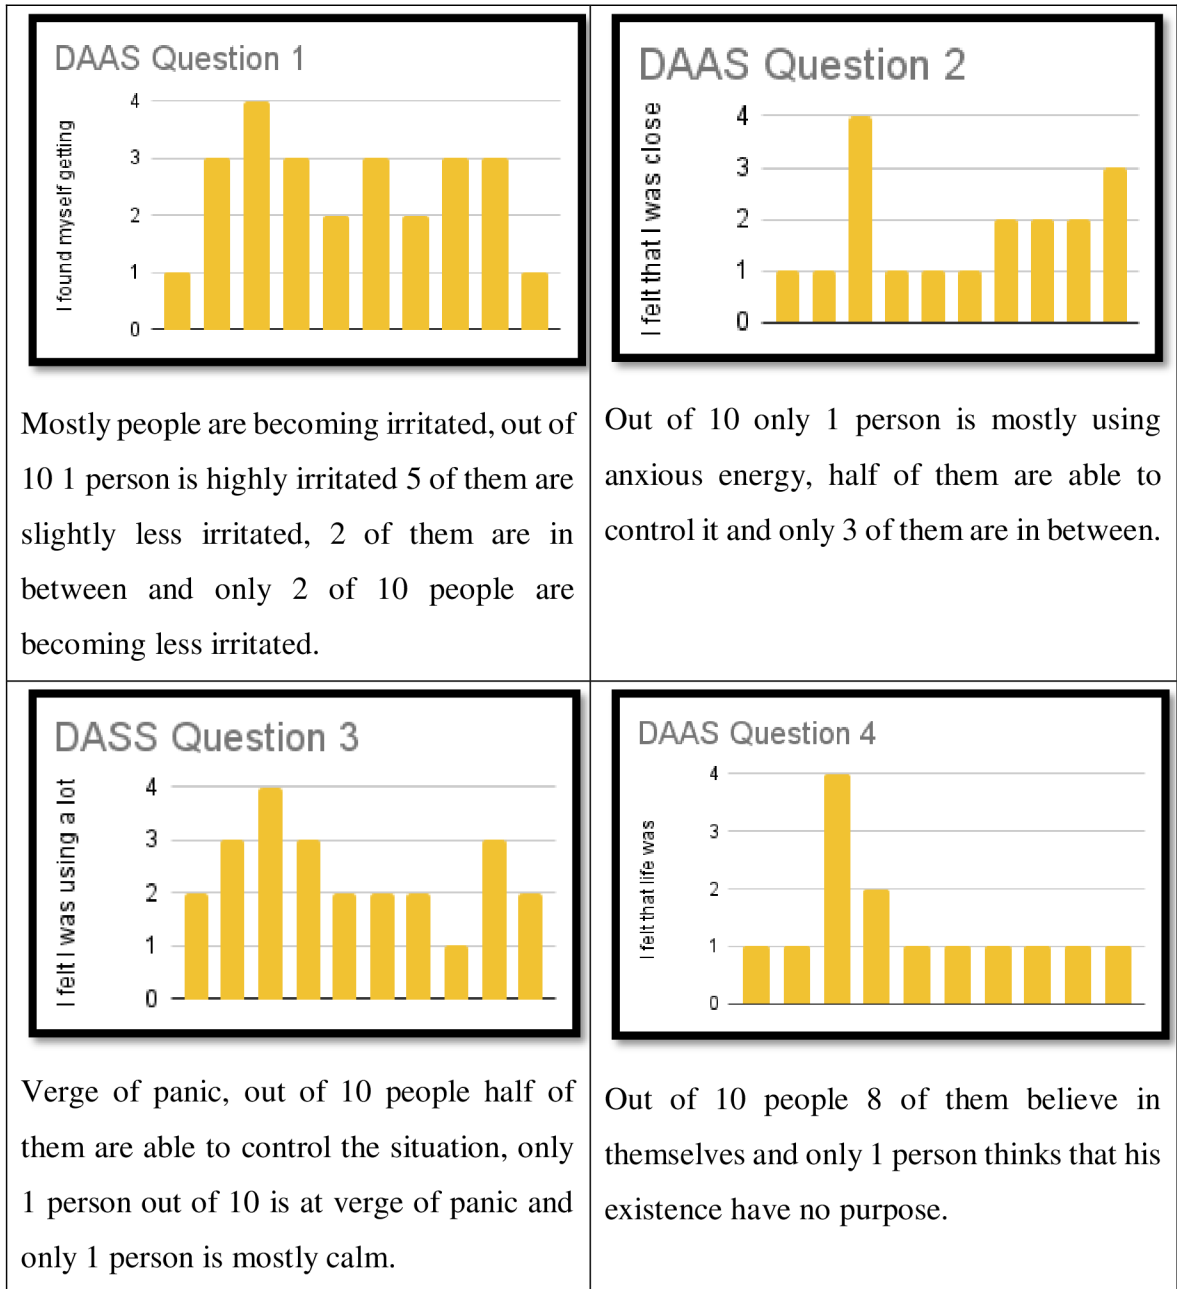 DAAS Question 1
I found myself getting
4
3
2
1
0
Mostly people are becoming irritated, out of
10 1 person is highly irritated 5 of them are
slightly less irritated, 2 of them are in
between and only 2 of 10 people are
becoming less irritated.
DAAS Question 2
I felt that I was close
4
3
2
1
0
Out of 10 only 1 person is mostly using
anxious energy, half of them are able to
control it and only 3 of them are in between.
DASS Question 3
I felt I was using a lot
4
3
2
1
0
Verge of panic, out of 10 people half of
them are able to control the situation, only
1 person out of 10 is at verge of panic and
only 1 person is mostly calm.
DAAS Question 4
I felt that life was
4
3
2
1
0
Out of 10 people 8 of them believe in
themselves and only 1 person thinks that his
existence have no purpose.